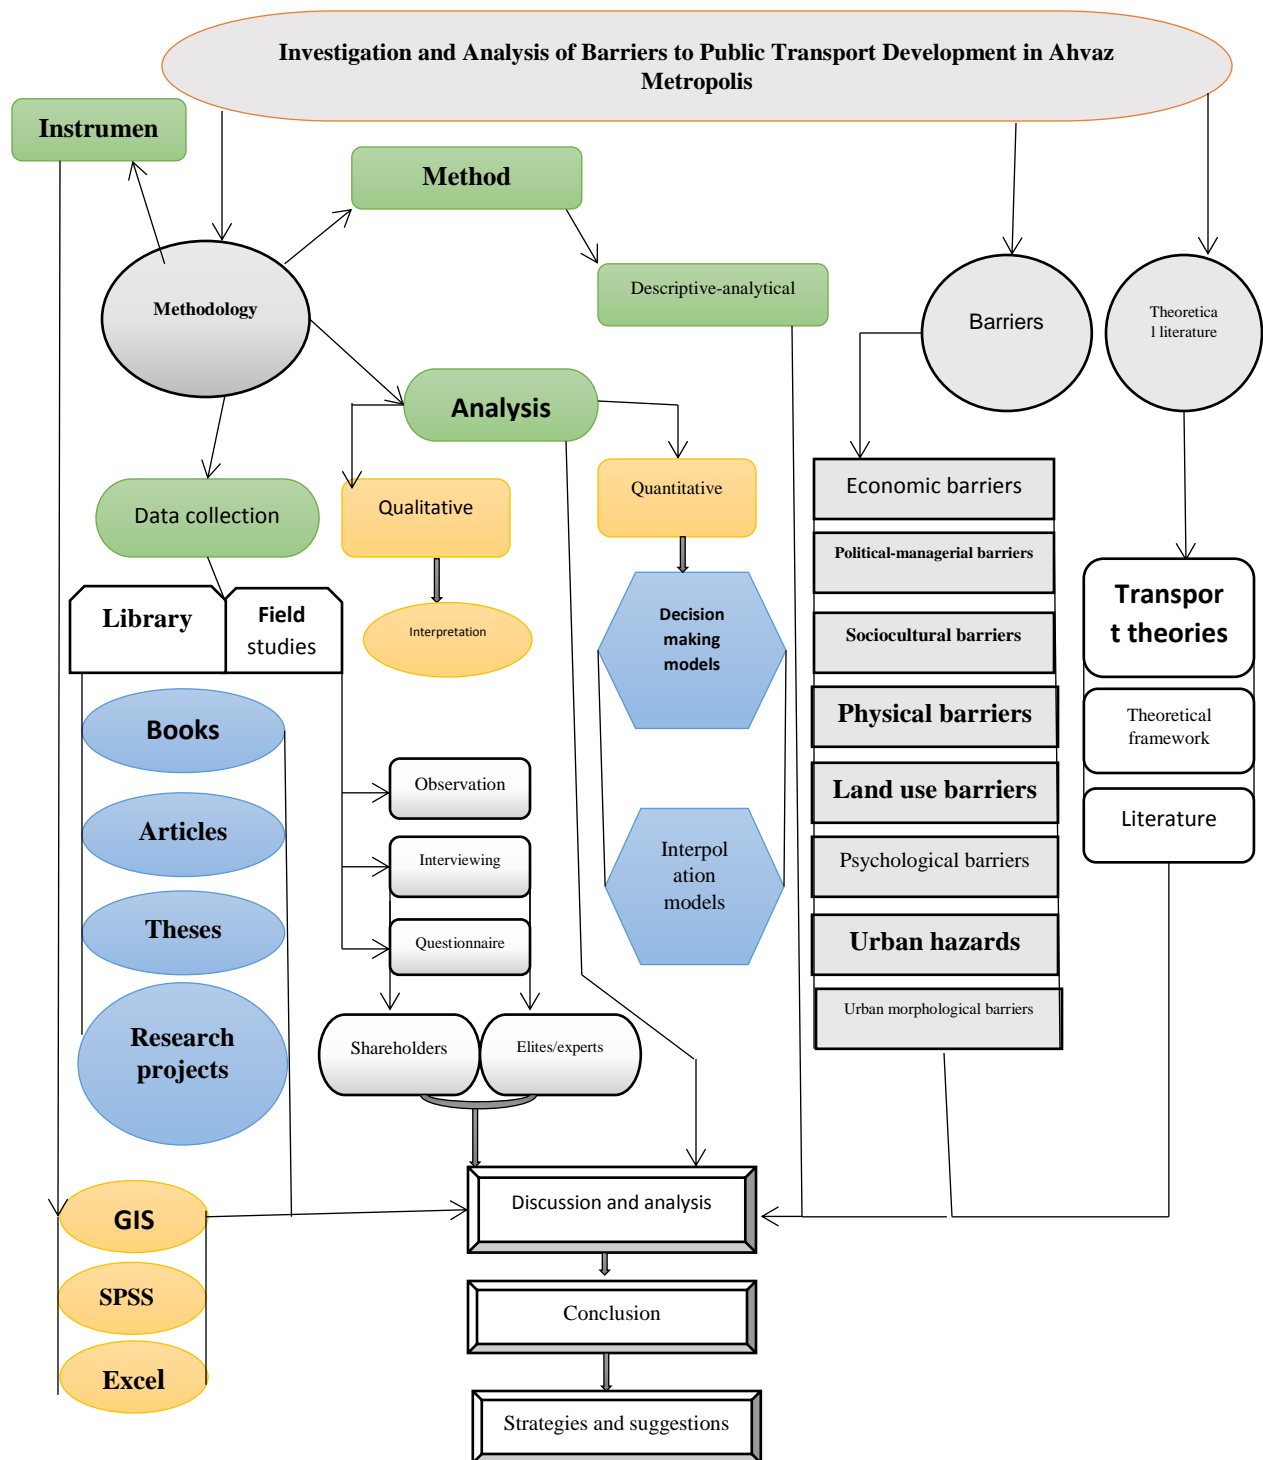 Investigation and Analysis of Barriers to Public Transport Development in Ahvaz
Metropolis
Instrumen
Method
Methodology
Descriptive-analytical
Barriers
Theoretica
l literature
Analysis
Data collection
Qualitative
Quantitative
Interpretation
Decision
making
models
Interpol
ation
models
Library
Field
studies
Books
Articles
Theses
Research
projects
Observation
Interviewing
Questionnaire
Shareholders
Elites/experts
Economic barriers
Political-managerial barriers
Sociocultural barriers
Physical barriers
Land use barriers
Psychological barriers
Urban hazards
Urban morphological barriers
Transpor
t theories
Theoretical
framework
Literature
GIS
SPSS
Excel
Discussion and analysis
Conclusion
Strategies and suggestions